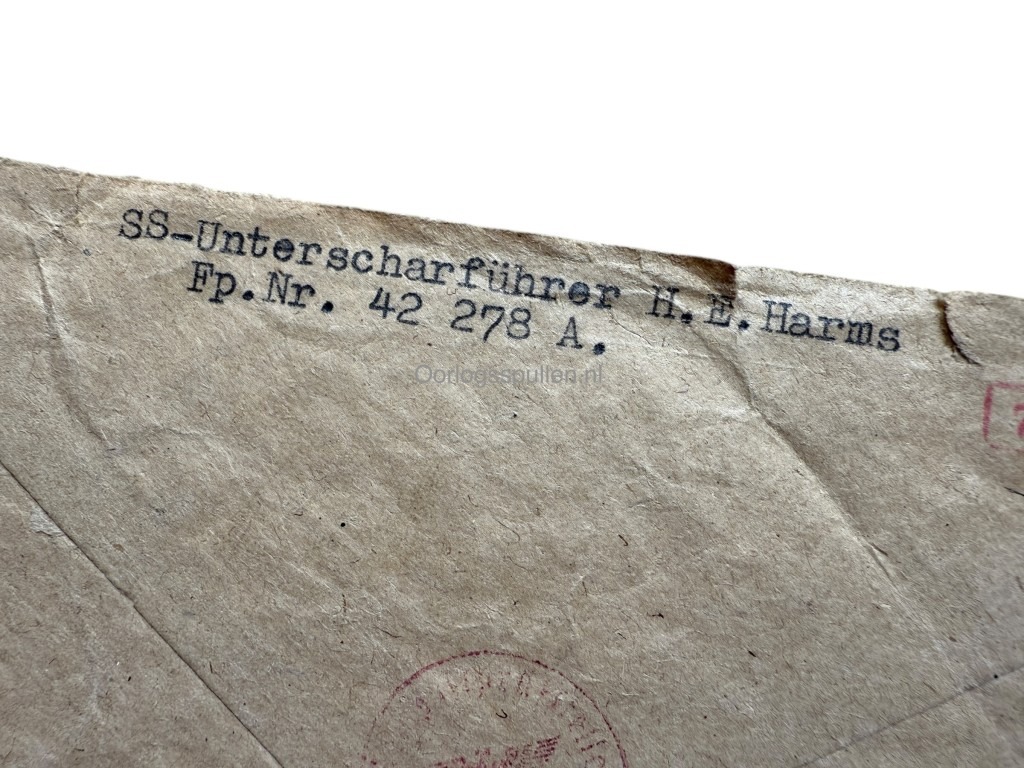 SS-Unterscharführer H.E.Harms
Fp.Nr. 42 278 A.
Oorlogsspullen.nl